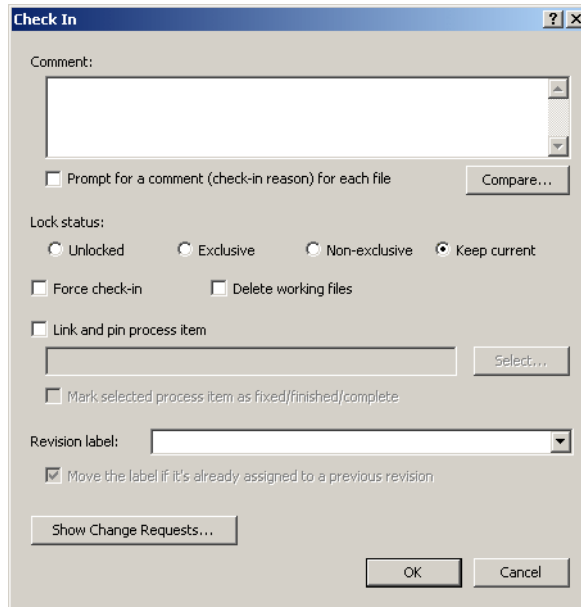 Check In
Comment:
Prompt for a comment (check-in reason) for each file
Compare...
Lock status:
Unlocked Exclusive Non-exclusive Keep current
Force check-in Delete working files
Link and pin process item
Select...
Mark selected process item as fixed/finished/complete
Revision label:
Move the label if it's already assigned to a previous revision
Show Change Requests...
OK Cancel